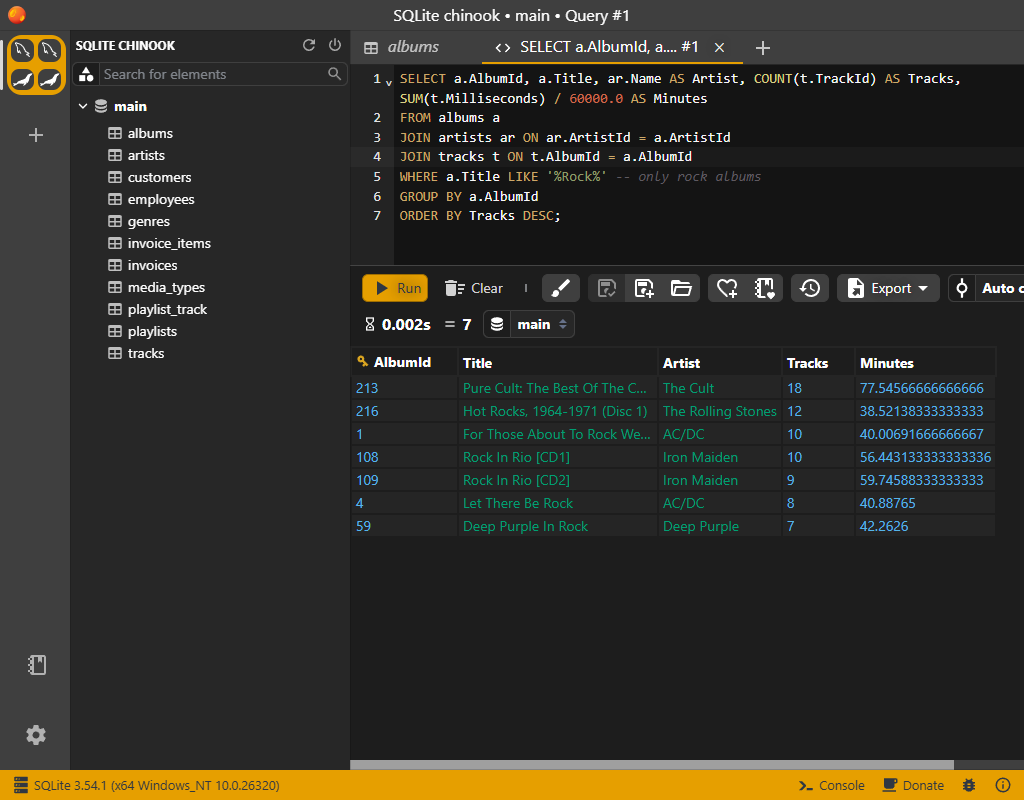 SQLite chinook • main • Query #1
SQLITE CHINOOK
Search for elements
main
albums
artists
customers
employees
genres
invoice_items
invoices
media_types
playlist_track
playlists
tracks
albums
SELECT a.AlbumId, a.... #1
1 SELECT a.AlbumId, a.Title, ar.Name AS Artist, COUNT(t.TrackId) AS Tracks,
SUM(t.Milliseconds) / 60000.0 AS Minutes
2 FROM albums a
3 JOIN artists ar ON ar.ArtistId = a.ArtistId
4 JOIN tracks t ON t.AlbumId = a.AlbumId
5 WHERE a.Title LIKE '%Rock%' -- only rock albums
6 GROUP BY a.AlbumId
7 ORDER BY Tracks DESC;
Run Clear Export Auto c
0.002s = 7 main
AlbumId Title Artist Tracks Minutes
213 Pure Cult: The Best Of The C... The Cult 18 77.54566666666666
216 Hot Rocks, 1964-1971 (Disc 1) The Rolling Stones 12 38.52138333333333
1 For Those About To Rock We... AC/DC 10 40.00691666666667
108 Rock In Rio [CD1] Iron Maiden 10 56.443133333333336
109 Rock In Rio [CD2] Iron Maiden 9 59.74588333333333
4 Let There Be Rock AC/DC 8 40.88765
59 Deep Purple In Rock Deep Purple 7 42.2626
SQLite 3.54.1 (x64 Windows_NT 10.0.26320)
Console Donate